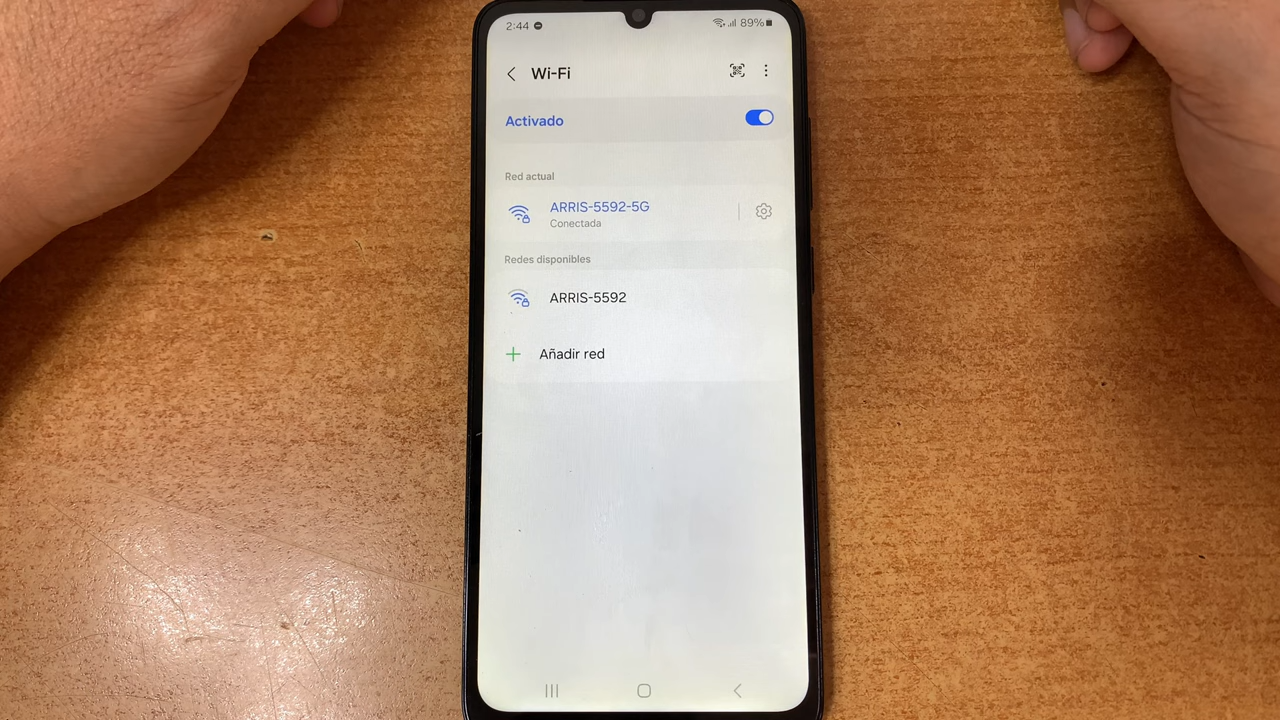 2:44
89%
Wi-Fi
Activado
Red actual
ARRIS-5592-5G
Conectada
Redes disponibles
ARRIS-5592
Añadir red